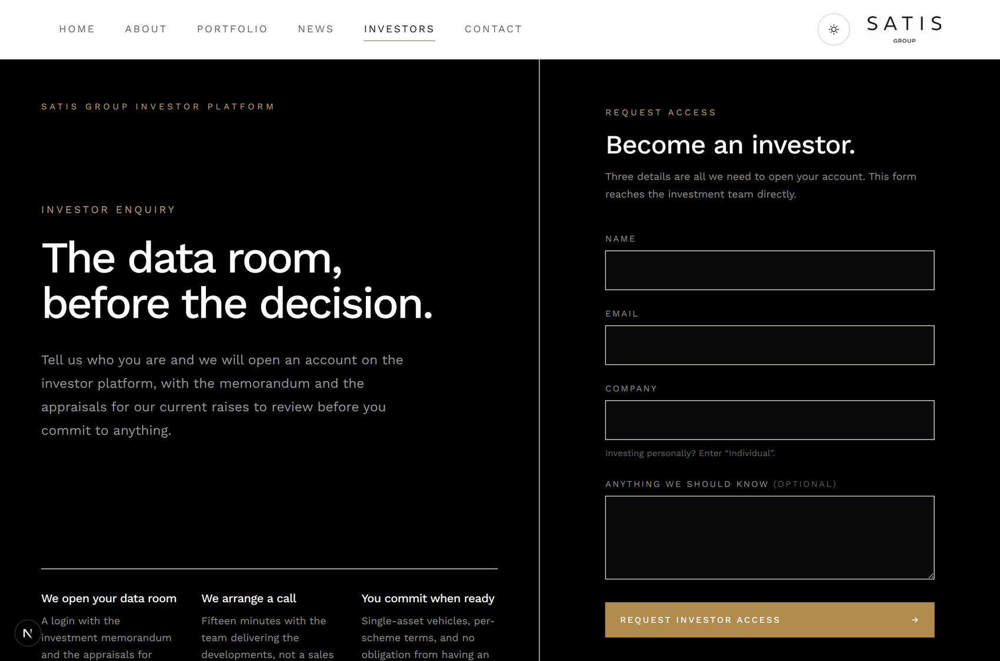 HOME ABOUT PORTFOLIO NEWS INVESTORS CONTACT
SATIS
GROUP
SATIS GROUP INVESTOR PLATFORM
INVESTOR ENQUIRY
The data room,
before the decision.
Tell us who you are and we will open an account on the
investor platform, with the memorandum and the
appraisals for our current raises to review before you
commit to anything.
We open your data room
A login with the
investment memorandum
and the appraisals for
We arrange a call
Fifteen minutes with the
team delivering the
developments, not a sales
You commit when ready
Single-asset vehicles, per-
scheme terms, and no
obligation from having an
N
REQUEST ACCESS
Become an investor.
Three details are all we need to open your account. This form
reaches the investment team directly.
NAME
EMAIL
COMPANY
Investing personally? Enter “Individual”.
ANYTHING WE SHOULD KNOW (OPTIONAL)
REQUEST INVESTOR ACCESS →